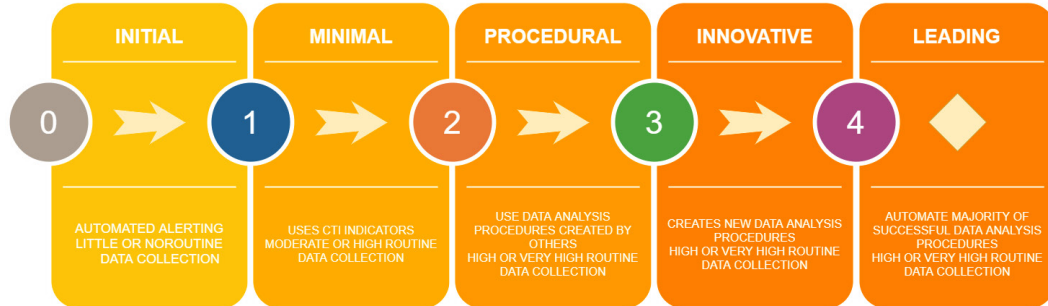 INITIAL
MINIMAL
PROCEDURAL
INNOVATIVE
LEADING
0
1
2
3
4
AUTOMATED ALERTING
LITTLE OR NOROUTINE
DATA COLLECTION
USES CTI INDICATORS
MODERATE OR HIGH ROUTINE
DATA COLLECTION
USE DATA ANALYSIS
PROCEDURES CREATED BY
OTHERS
HIGH OR VERY HIGH ROUTINE
DATA COLLECTION
CREATES NEW DATA ANALYSIS
PROCEDURES
HIGH OR VERY HIGH ROUTINE
DATA COLLECTION
AUTOMATE MAJORITY OF
SUCCESSFUL DATA ANALYSIS
PROCEDURES
HIGH OR VERY HIGH ROUTINE
DATA COLLECTION